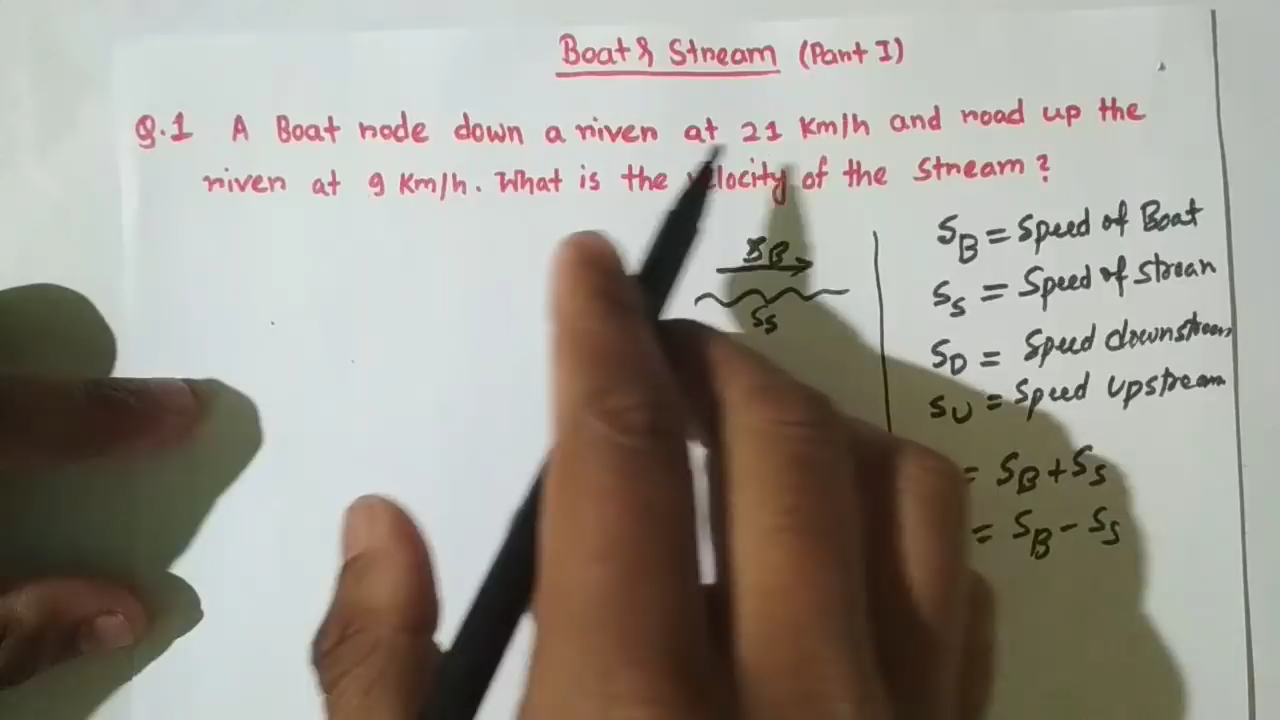 Boat & Stream (Part I)
Q.1 A Boat rode down a river at 21 Km/h and road up the
river at 9 Km/h. What is the velocity of the Stream?
SB
Ss
SB = Speed of Boat
Ss = Speed of Strean
SD = Speed downstream
SU = Speed upstream
= SB + Ss
= SB - Ss